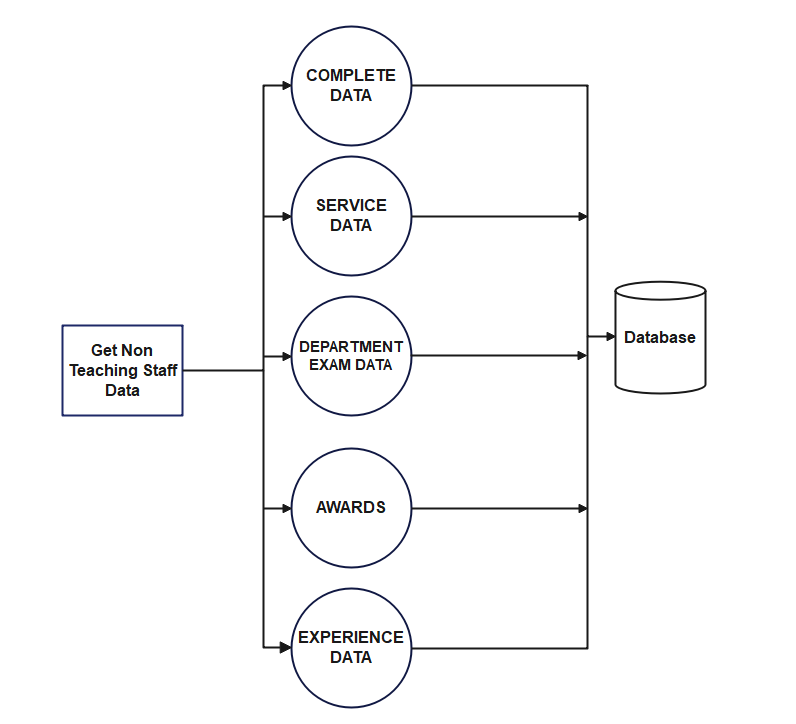 COMPLETE
DATA
SERVICE
DATA
DEPARTMENT
EXAM DATA
AWARDS
EXPERIENCE
DATA
Get Non
Teaching Staff
Data
Database